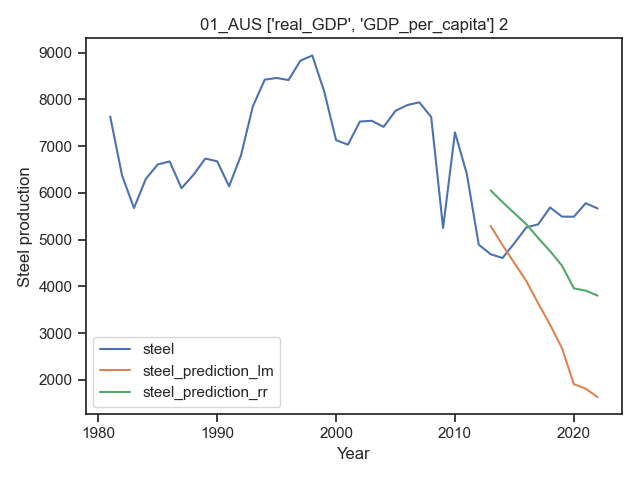 01_AUS ['real_GDP', 'GDP_per_capita'] 2
Steel production
9000
8000
7000
6000
5000
4000
3000
2000
steel
steel_prediction_lm
steel_prediction_rr
1980
1990
2000
2010
2020
Year